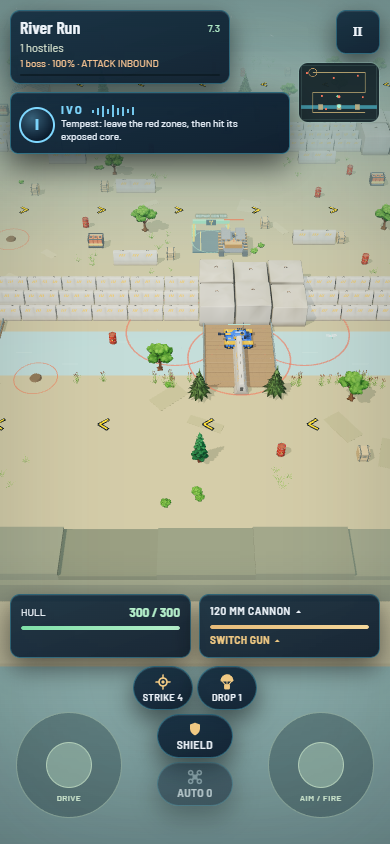 River Run
7.3
1 hostiles
1 boss · 100% · ATTACK INBOUND
II
I
IVO
Tempest: leave the red zones, then hit its
exposed core.
HULL
300 / 300
120 MM CANNON
SWITCH GUN
STRIKE 4
DROP 1
SHIELD
AUTO 0
DRIVE
AIM / FIRE